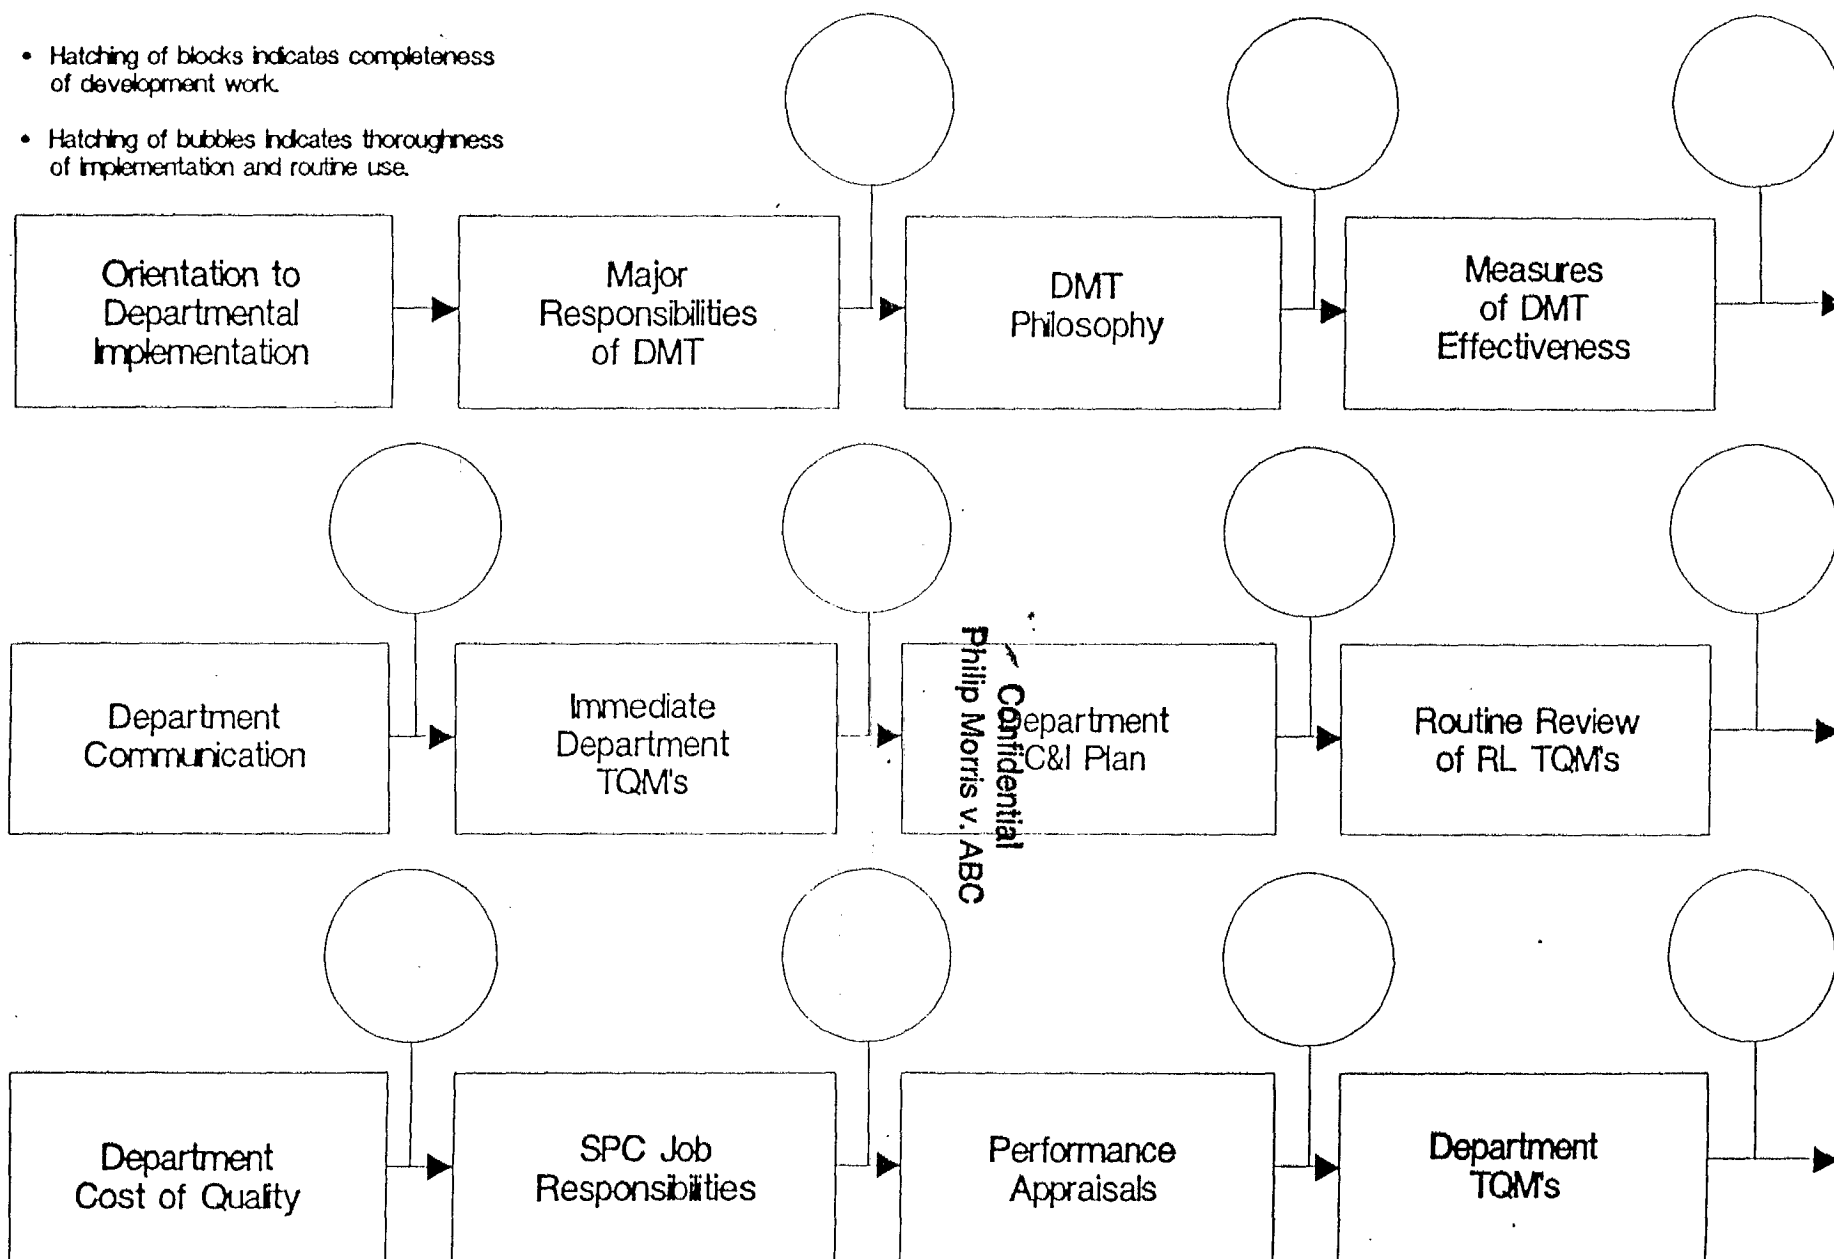 • Hatching of blocks indicates completeness
of development work.
• Hatching of bubbles indicates thoroughness
of implementation and routine use.
Orientation to
Departmental
Implementation
Major
Responsibilities
of DMT
DMT
Philosophy
Measures
of DMT
Effectiveness
Department
Communication
Immediate
Department
TQM's
Department
C&I Plan
Confidential
Philip Morris v. ABC
Routine Review
of RL TQM's
Department
Cost of Quality
SPC Job
Responsibilities
Performance
Appraisals
Department
TQM's